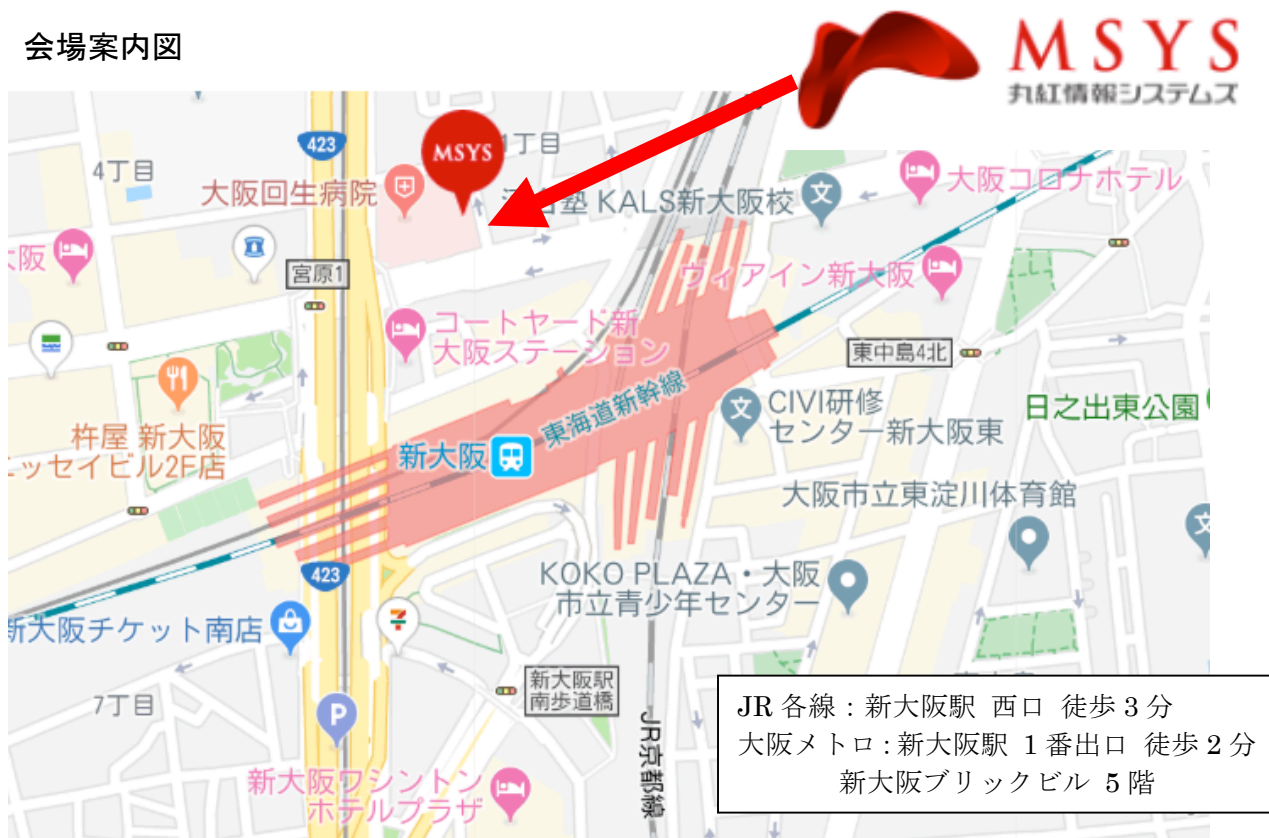 会場案内図
MSYS
丸紅情報システムズ
423
MSYS
1丁目
4丁目
大阪回生病院
塾 KALS新大阪校
大阪コロナホテル
大阪
宮原1
ヴィアイン新大阪
コートヤード新
大阪ステーション
東中島4北
杵屋 新大阪
ニッセイビル2F店
新大阪
東海道新幹線
CIVI研修
センター新大阪東
日之出東公園
大阪市立東淀川体育館
423
KOKO PLAZA・大阪
市立青少年センター
新大阪チケット南店
7丁目
P
新大阪駅
南歩道橋
JR京都線
新大阪ワシントン
ホテルプラザ
JR 各線：新大阪駅 西口 徒歩 3 分
大阪メトロ：新大阪駅 1 番出口 徒歩 2 分
新大阪ブリックビル 5 階